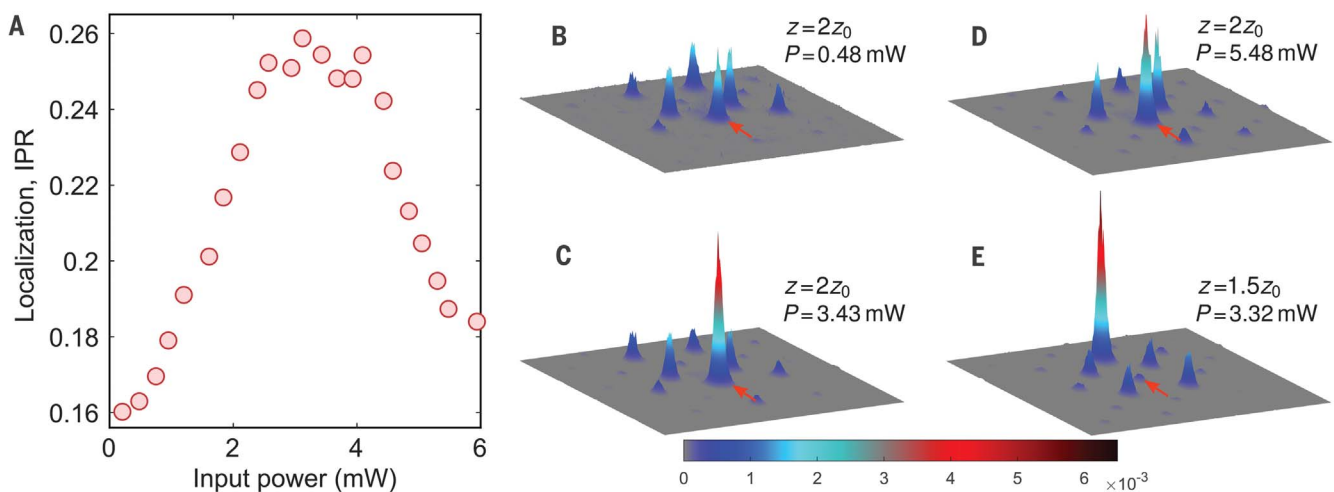 A
Localization, IPR
0.26
0.24
0.22
0.2
0.18
0.16
0
2
4
6
Input power (mW)
B
z=2z₀
P=0.48 mW
D
z=2z₀
P=5.48 mW
C
z=2z₀
P=3.43 mW
E
z=1.5z₀
P=3.32 mW
0 1 2 3 4 5 6 ×10⁻³